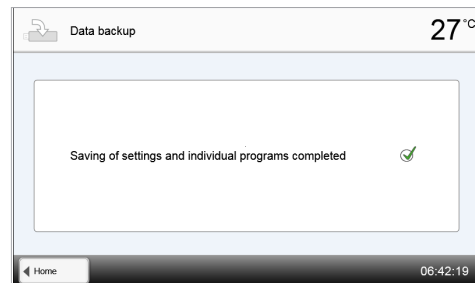 Data backup
27°C
Saving of settings and individual programs completed
Home
06:42:19